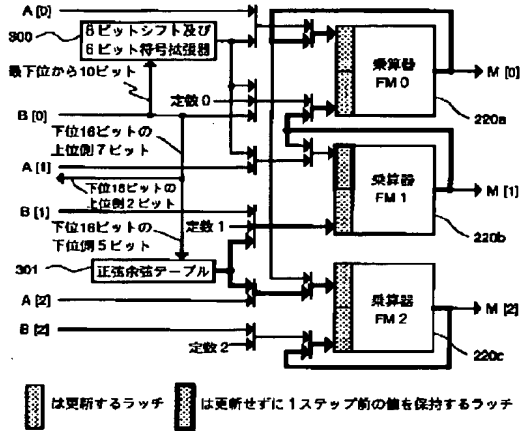 A [0]
300
8ビットシフト及び
6ビット符号拡張器
最下位から10ビット
B [0]
定数0
乗算器
FM0
M [0]
220a
下位16ビットの
上位側7ビット
A [1]
下位16ビットの
上位側2ビット
B [1]
定数1
乗算器
FM1
M [1]
220b
下位16ビットの
下位側5ビット
301
正弦余弦テーブル
A [2]
B [2]
定数2
乗算器
FM2
M [2]
220c
は更新するラッチ
は更新せずに1ステップ前の値を保持するラッチ